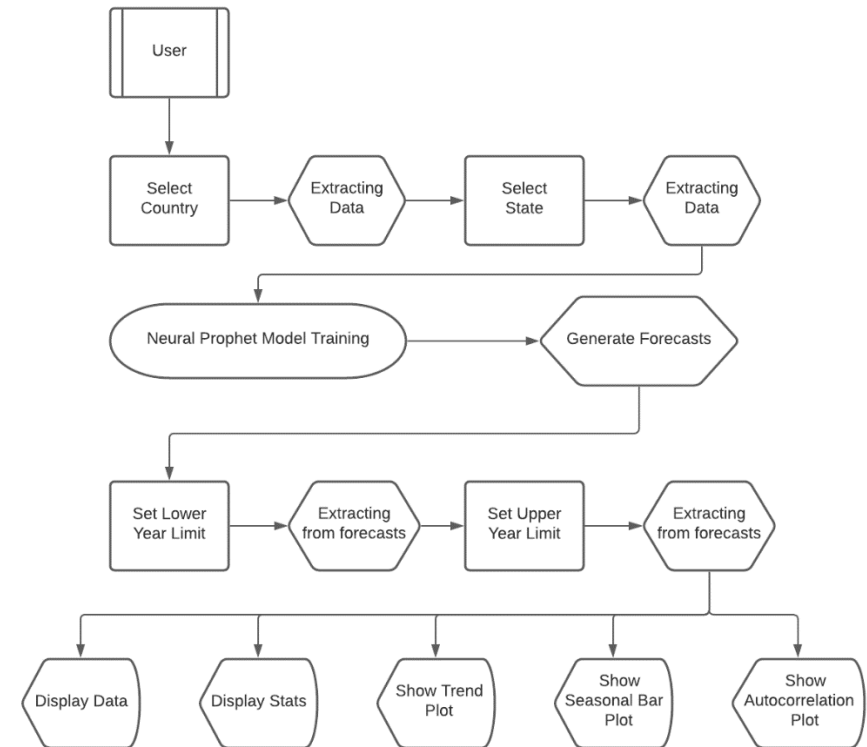 User
Select
Country
Extracting
Data
Select
State
Extracting
Data
Neural Prophet Model Training
Generate Forecasts
Set Lower
Year Limit
Extracting
from forecasts
Set Upper
Year Limit
Extracting
from forecasts
Display Data
Display Stats
Show Trend
Plot
Show
Seasonal Bar
Plot
Show
Autocorrelation
Plot